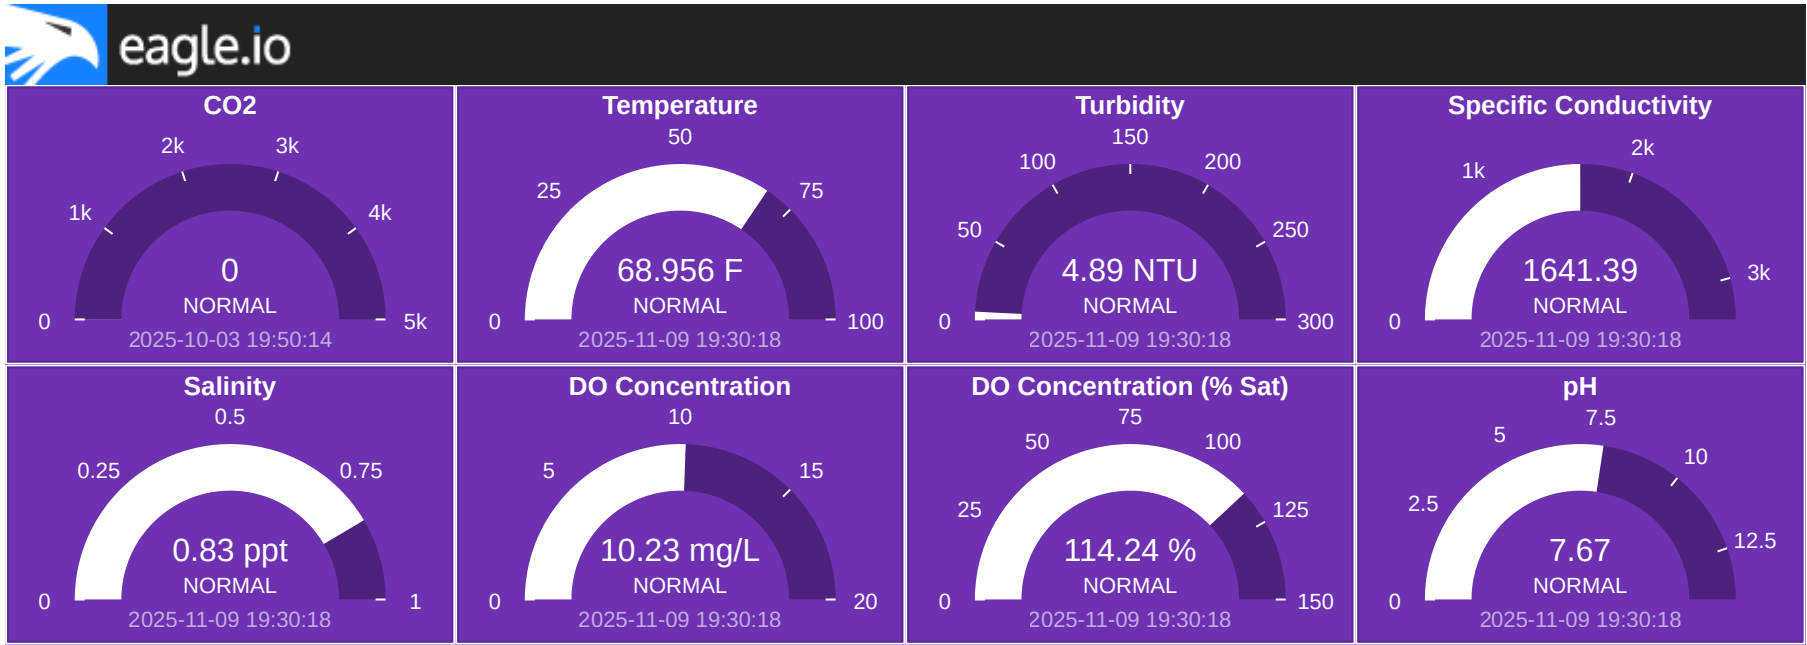 eagle.io
CO2
0
1k
2k
3k
4k
5k
0
NORMAL
2025-10-03 19:50:14
Temperature
0
25
50
75
100
68.956 F
NORMAL
2025-11-09 19:30:18
Turbidity
0
50
100
150
200
250
300
4.89 NTU
NORMAL
2025-11-09 19:30:18
Specific Conductivity
0
1k
2k
3k
1641.39
NORMAL
2025-11-09 19:30:18
Salinity
0
0.25
0.5
0.75
1
0.83 ppt
NORMAL
2025-11-09 19:30:18
DO Concentration
0
5
10
15
20
10.23 mg/L
NORMAL
2025-11-09 19:30:18
DO Concentration (% Sat)
0
25
50
75
100
125
150
114.24 %
NORMAL
2025-11-09 19:30:18
pH
0
2.5
5
7.5
10
12.5
7.67
NORMAL
2025-11-09 19:30:18